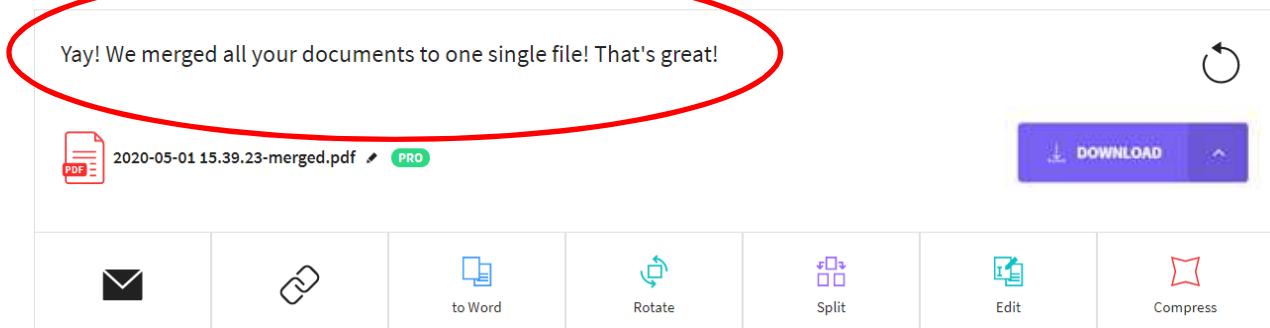 Yay! We merged all your documents to one single file! That's great!
PDF
2020-05-01 15.39.23-merged.pdf PRO
DOWNLOAD
to Word
Rotate
Split
Edit
Compress